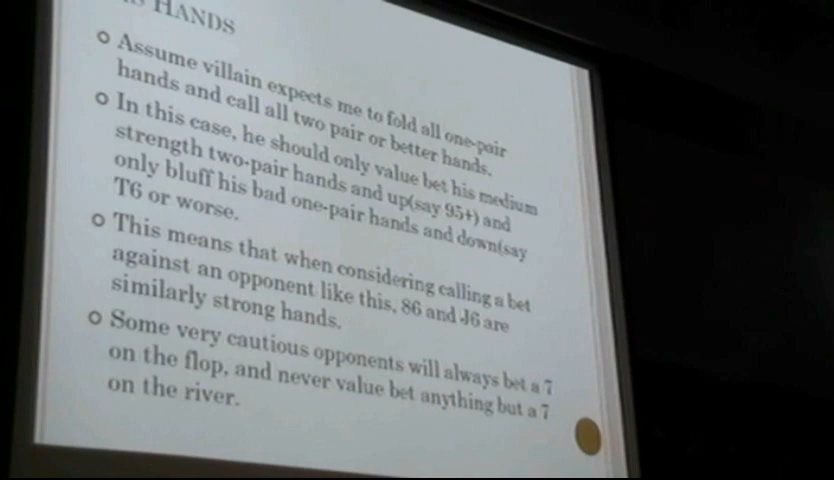 HANDS
Assume villain expects me to fold all one-pair
hands and call all two pair or better hands.
In this case, he should only value bet his medium
strength two-pair hands and up(say 95+) and
only bluff his bad one-pair hands and down(say
T6 or worse.
This means that when considering calling a bet
against an opponent like this, 86 and J6 are
similarly strong hands.
Some very cautious opponents will always bet a 7
on the flop, and never value bet anything but a 7
on the river.